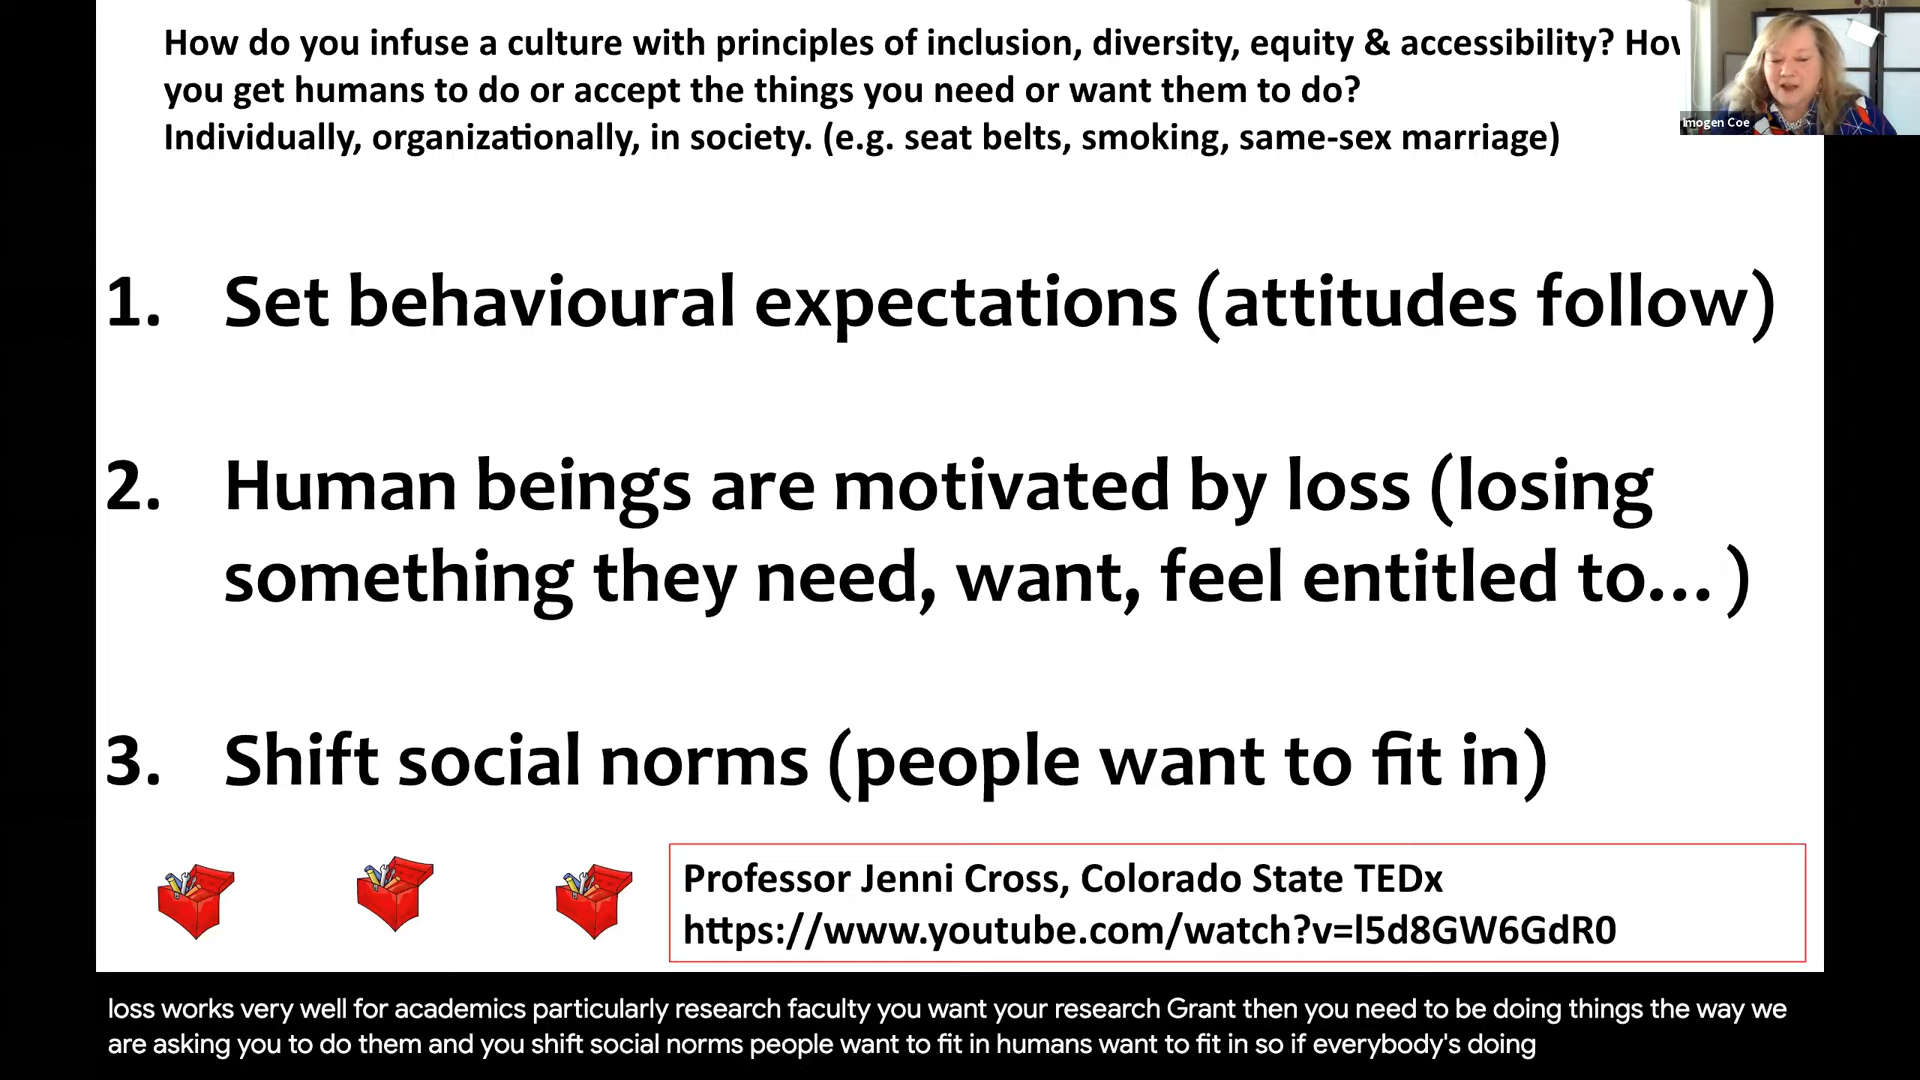 How do you infuse a culture with principles of inclusion, diversity, equity & accessibility?
you get humans to do or accept the things you need or want them to do?
Individually, organizationally, in society. (e.g. seat belts, smoking, same-sex marriage)
Imogen Coe
1. Set behavioural expectations (attitudes follow)
2. Human beings are motivated by loss (losing
something they need, want, feel entitled to...)
3. Shift social norms (people want to fit in)
Professor Jenni Cross, Colorado State TEDx
https://www.youtube.com/watch?v=l5d8GW6GdR0
loss works very well for academics particularly research faculty you want your research Grant then you need to be doing things the way we
are asking you to do them and you shift social norms people want to fit in humans want to fit in so if everybody's doing